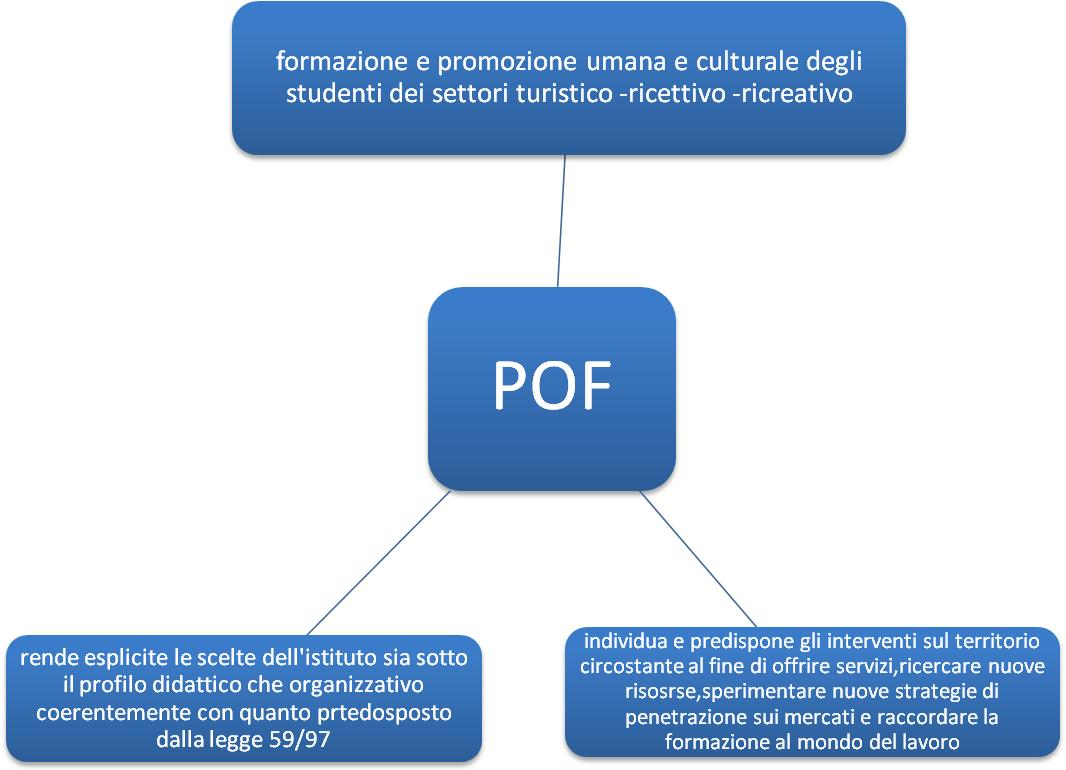 formazione e promozione umana e culturale degli
studenti dei settori turistico -ricettivo -ricreativo
POF
rende esplicite le scelte dell'istituto sia sotto
il profilo didattico che organizzativo
coerentemente con quanto prtedosposto
dalla legge 59/97
individua e predispone gli interventi sul territorio
circostante al fine di offrire servizi,ricercare nuove
risosrse,sperimentare nuove strategie di
penetrazione sui mercati e raccordare la
formazione al mondo del lavoro